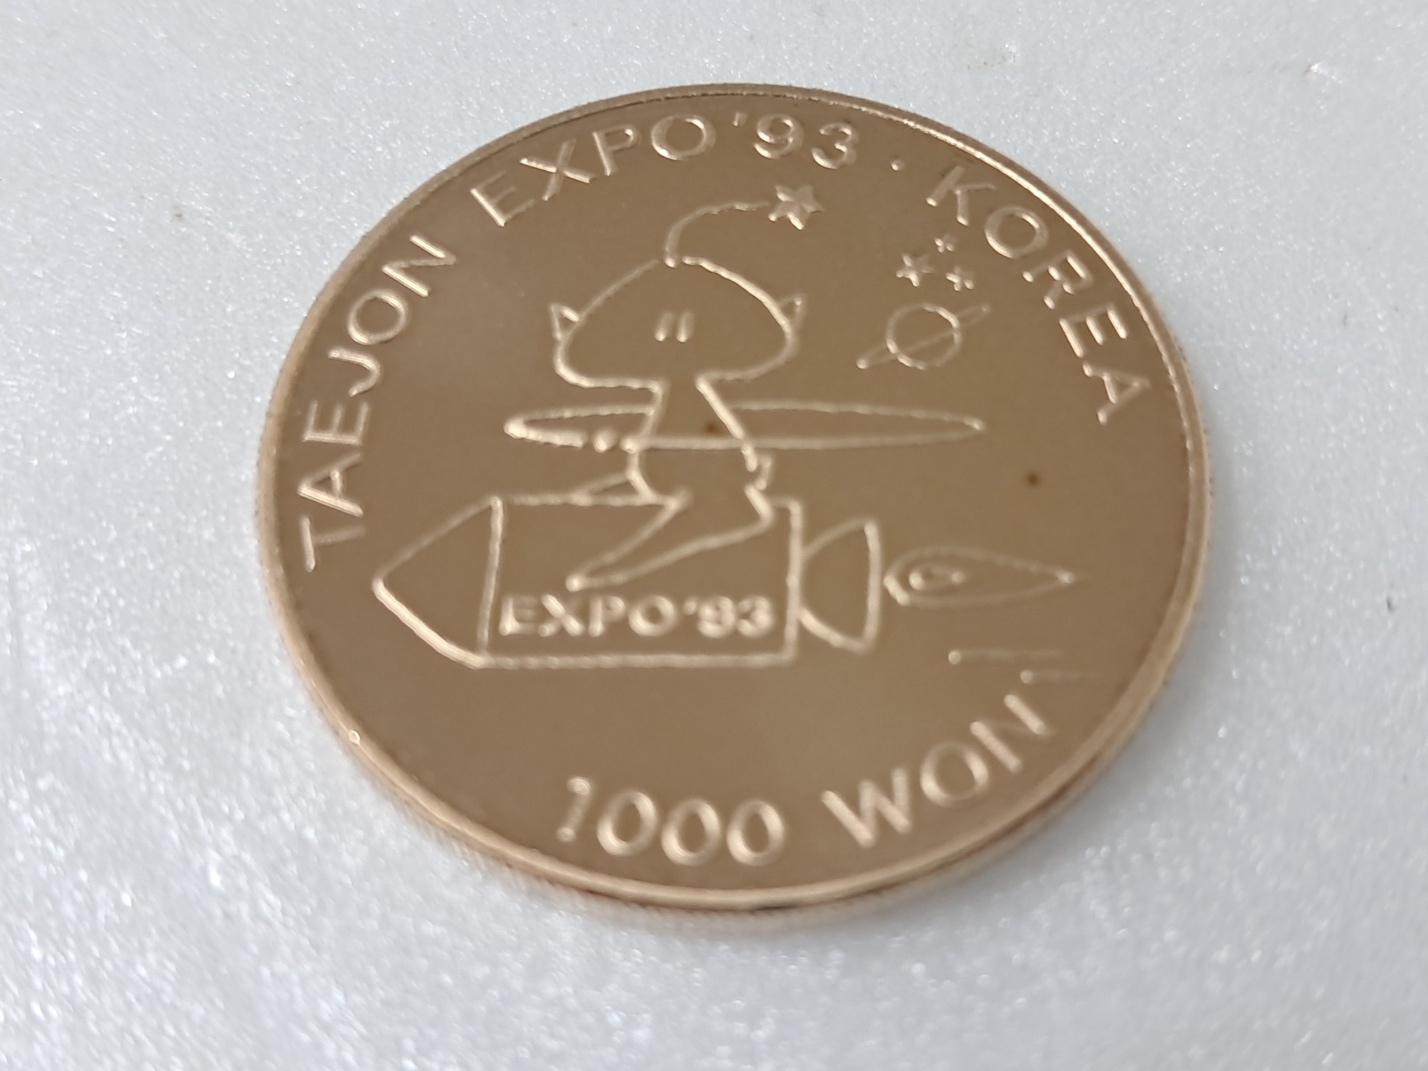 TAEJON EXPO'93 · KOREA
EXPO'93
1000 WON